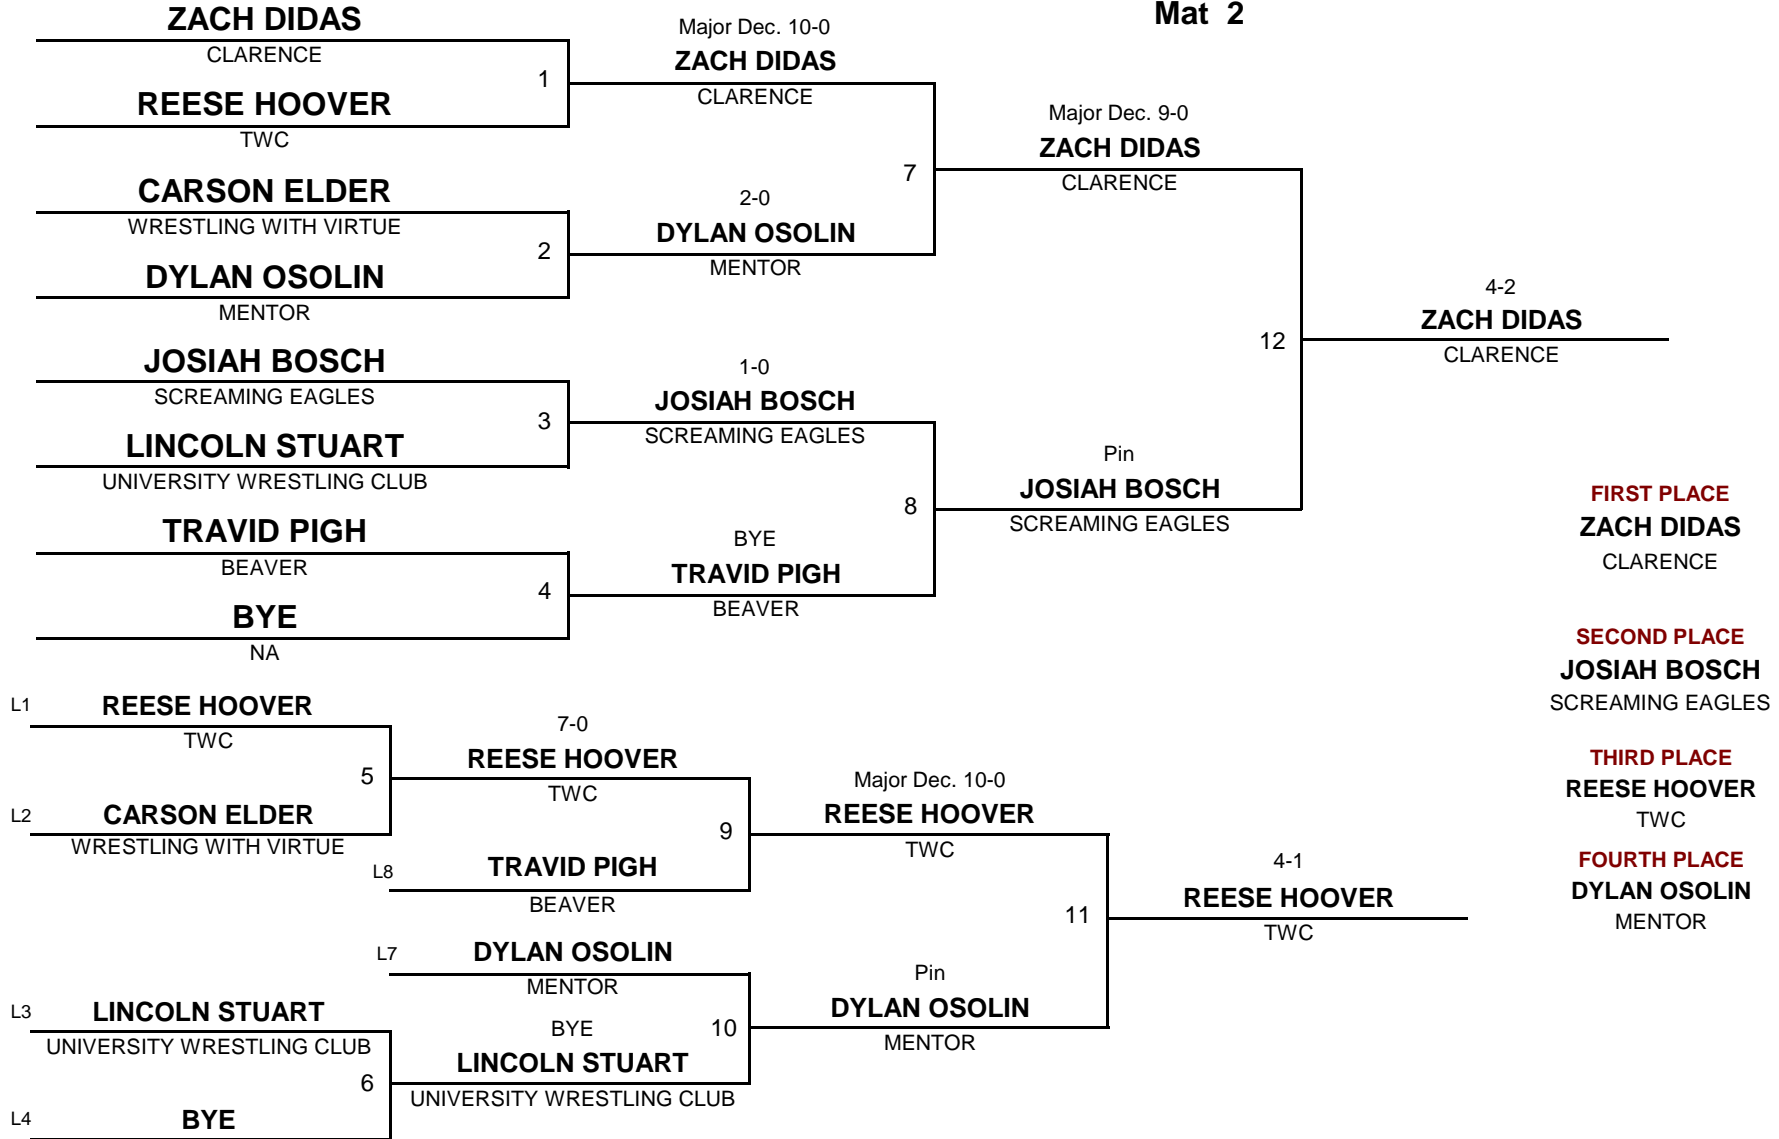 Mat 2
ZACH DIDAS
CLARENCE
1
REESE HOOVER
TWC
CARSON ELDER
WRESTLING WITH VIRTUE
2
DYLAN OSOLIN
MENTOR
JOSIAH BOSCH
SCREAMING EAGLES
3
LINCOLN STUART
UNIVERSITY WRESTLING CLUB
TRAVID PIGH
BEAVER
4
BYE
NA
Major Dec. 10-0
ZACH DIDAS
CLARENCE
7
2-0
DYLAN OSOLIN
MENTOR
1-0
JOSIAH BOSCH
SCREAMING EAGLES
8
BYE
TRAVID PIGH
BEAVER
Major Dec. 9-0
ZACH DIDAS
CLARENCE
12
Pin
JOSIAH BOSCH
SCREAMING EAGLES
4-2
ZACH DIDAS
CLARENCE
L1
REESE HOOVER
TWC
5
L2
CARSON ELDER
WRESTLING WITH VIRTUE
L3
LINCOLN STUART
UNIVERSITY WRESTLING CLUB
6
L4
BYE
7-0
REESE HOOVER
TWC
9
L8
TRAVID PIGH
BEAVER
L7
DYLAN OSOLIN
MENTOR
10
BYE
LINCOLN STUART
UNIVERSITY WRESTLING CLUB
Major Dec. 10-0
REESE HOOVER
TWC
11
Pin
DYLAN OSOLIN
MENTOR
4-1
REESE HOOVER
TWC
FIRST PLACE
ZACH DIDAS
CLARENCE
SECOND PLACE
JOSIAH BOSCH
SCREAMING EAGLES
THIRD PLACE
REESE HOOVER
TWC
FOURTH PLACE
DYLAN OSOLIN
MENTOR